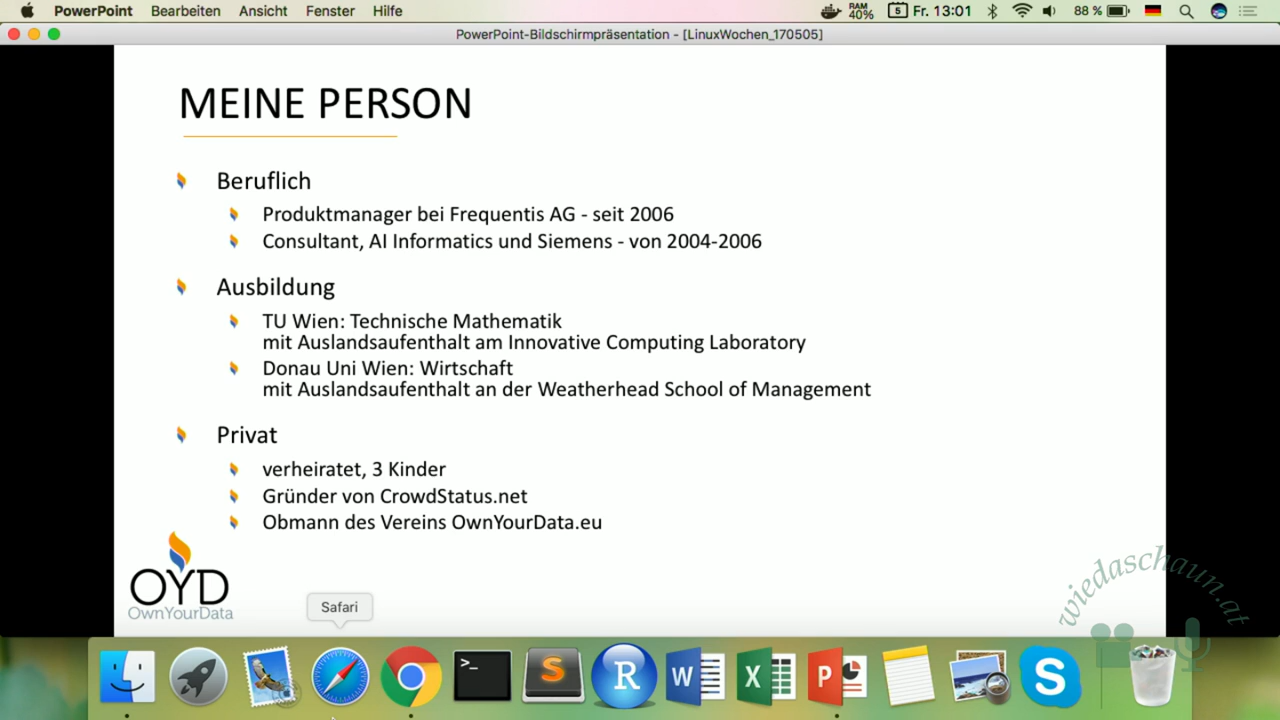 PowerPoint Bearbeiten Ansicht Fenster Hilfe RAM 40% 5 Fr. 13:01 88 %
PowerPoint-Bildschirmpräsentation - [LinuxWochen_170505]
MEINE PERSON
Beruflich
Produktmanager bei Frequentis AG - seit 2006
Consultant, AI Informatics und Siemens - von 2004-2006
Ausbildung
TU Wien: Technische Mathematik
mit Auslandsaufenthalt am Innovative Computing Laboratory
Donau Uni Wien: Wirtschaft
mit Auslandsaufenthalt an der Weatherhead School of Management
Privat
verheiratet, 3 Kinder
Gründer von CrowdStatus.net
Obmann des Vereins OwnYourData.eu
OYD
OwnYourData
Safari
wiedaschaun.at
>_ S R W X P S